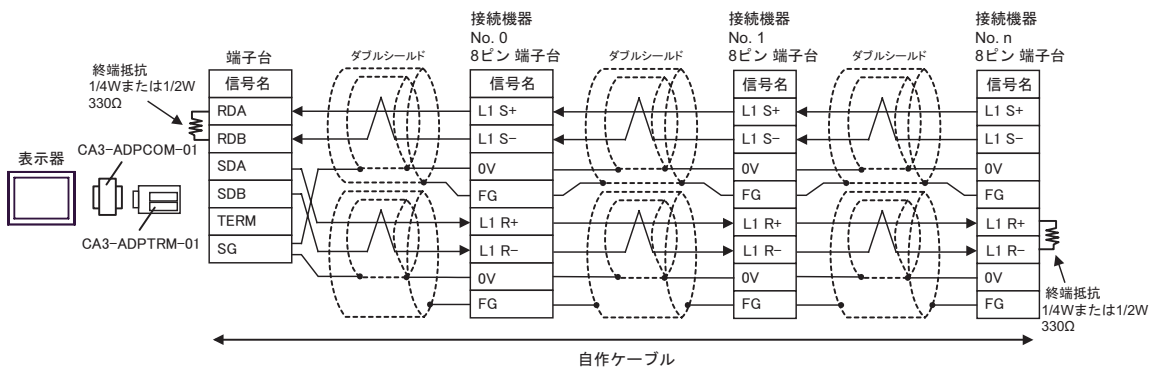 接続機器
No. 0
8ピン 端子台
接続機器
No. 1
8ピン 端子台
接続機器
No. n
8ピン 端子台
端子台
ダブルシールド
ダブルシールド
ダブルシールド
終端抵抗
1/4Wまたは1/2W
330Ω
表示器
CA3-ADPCOM-01
CA3-ADPTRM-01
信号名
RDA
RDB
SDA
SDB
TERM
SG
信号名
L1 S+
L1 S-
0V
FG
L1 R+
L1 R-
0V
FG
信号名
L1 S+
L1 S-
0V
FG
L1 R+
L1 R-
0V
FG
信号名
L1 S+
L1 S-
0V
FG
L1 R+
L1 R-
0V
FG
終端抵抗
1/4Wまたは1/2W
330Ω
自作ケーブル